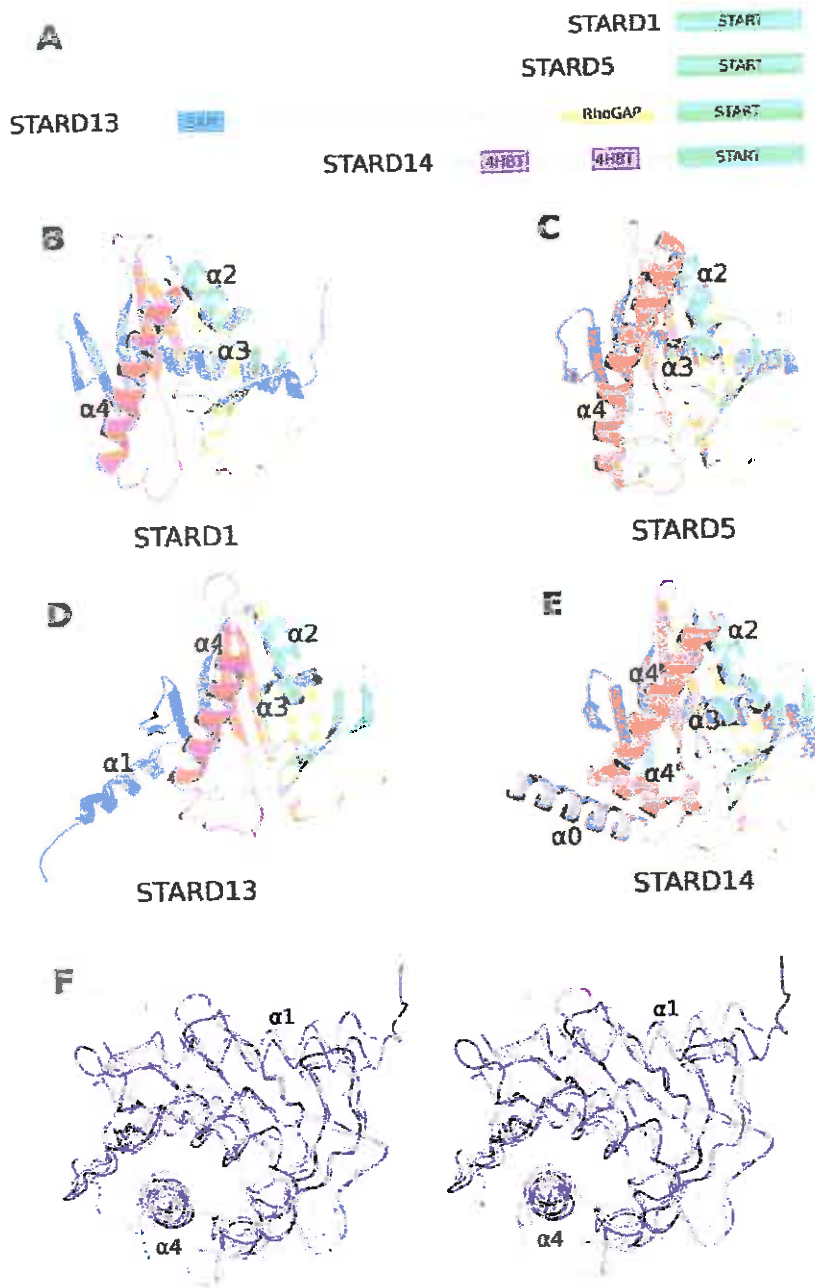 A
STARD1 START
STARD5 START
STARD13 SAM RhoGAP START
STARD14 4HBT 4HBT START
B C
α2 α2
α3 α3
α4 α4
STARD1 STARD5
D E
α4 α2 α2
α4'
α3 α3
α1 α4
α0
STARD13 STARD14
F
α1 α1
α4 α4